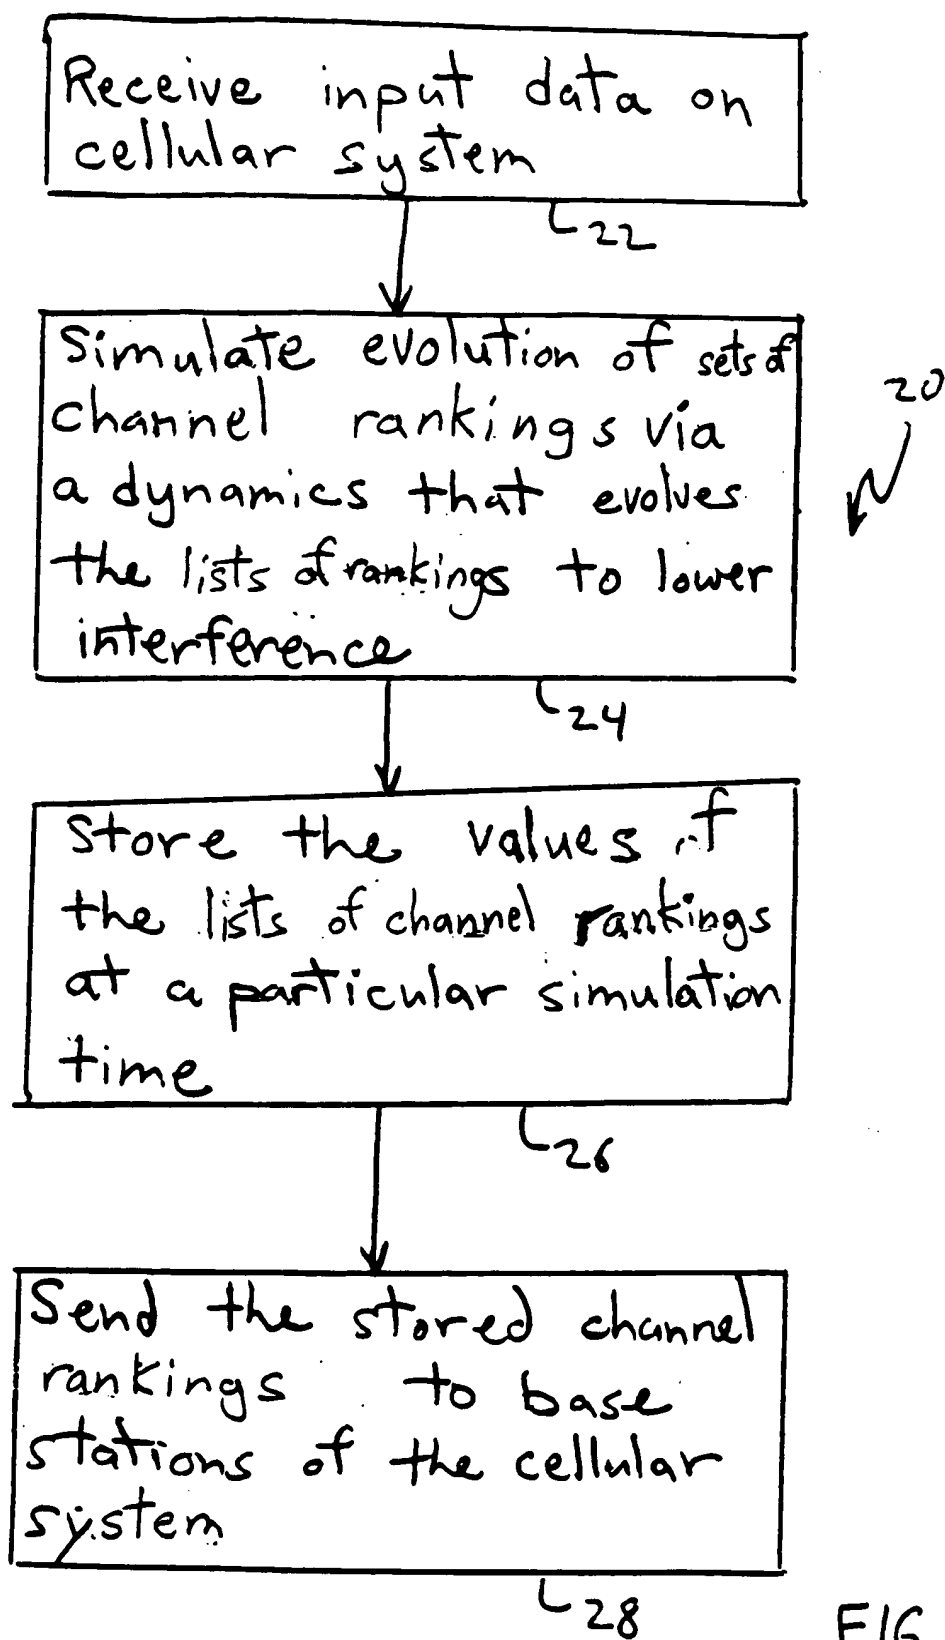 Receive input data on
cellular system
22
Simulate evolution of sets of
channel rankings via
a dynamics that evolves
the lists of rankings to lower
interference
20
24
Store the values of
the lists of channel rankings
at a particular simulation
time
26
Send the stored channel
rankings to base
stations of the cellular
system
28
FIG